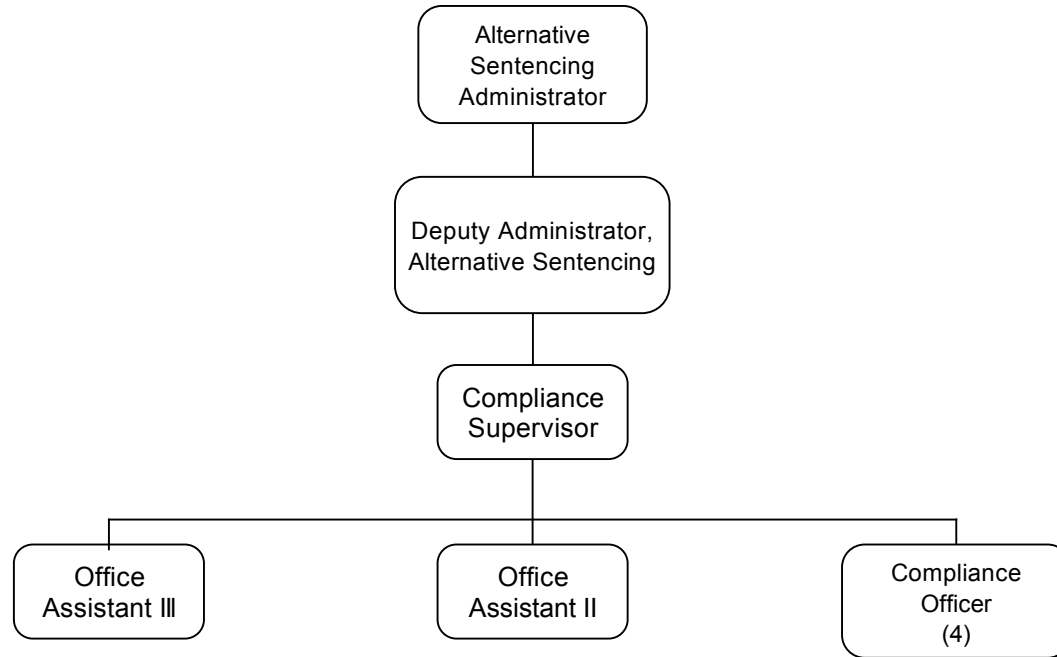 Alternative
Sentencing
Administrator
Deputy Administrator,
Alternative Sentencing
Compliance
Supervisor
Office
Assistant III
Office
Assistant II
Compliance
Officer
(4)